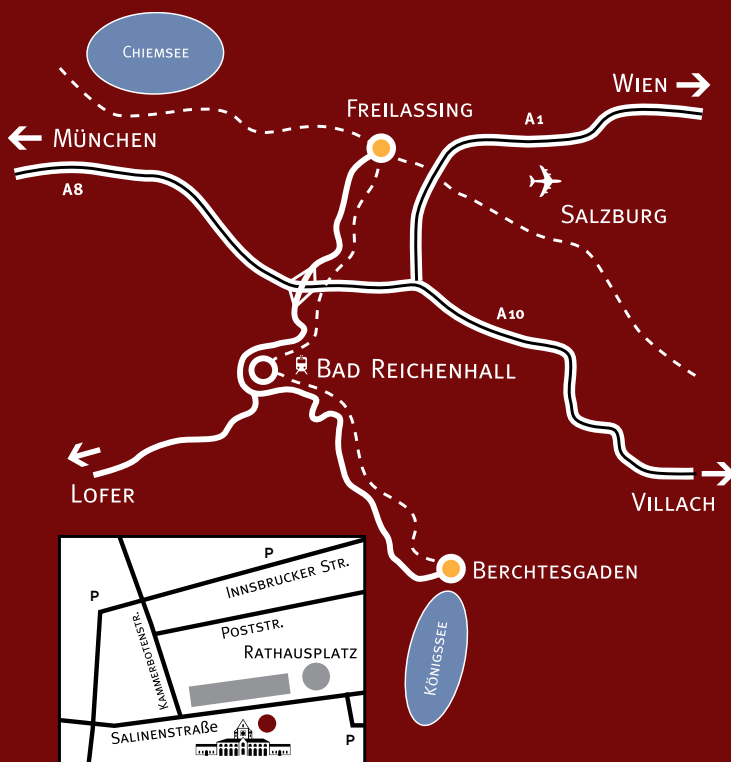 Chiemsee
Wien
Freilassing
A1
München
A8
Salzburg
A10
Bad Reichenhall
Lofer
Villach
Berchtesgaden
Königssee
P
Innsbrucker Str.
P
Kammerbotenstr.
Poststr.
Rathausplatz
Salinenstraße
P